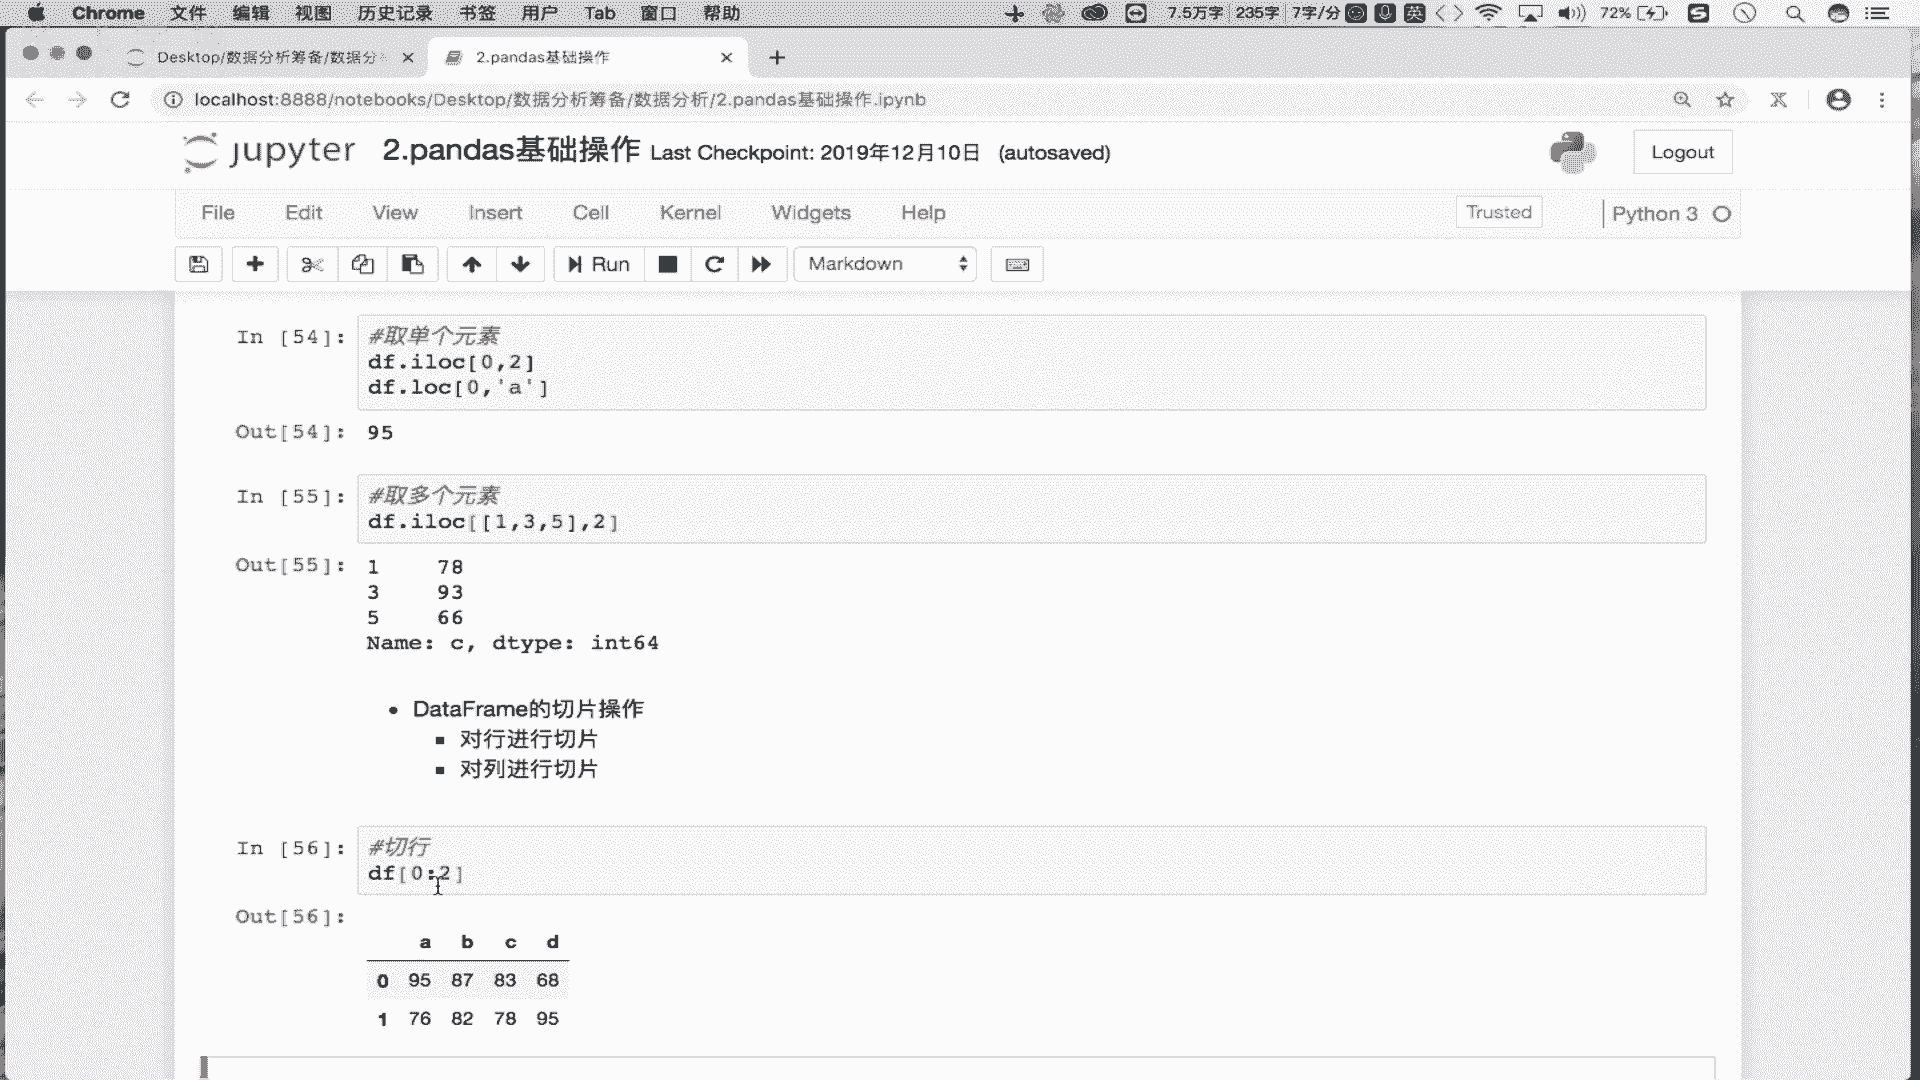 Chrome 文件 编辑 视图 历史记录 书签 用户 Tab 窗口 帮助 7.5万字 235字 7字/分 英 72%
Desktop/数据分析筹备/数据分
2.pandas基础操作
localhost:8888/notebooks/Desktop/数据分析筹备/数据分析/2.pandas基础操作.ipynb
jupyter 2.pandas基础操作 Last Checkpoint: 2019年12月10日 (autosaved)
Logout
File Edit View Insert Cell Kernel Widgets Help Trusted Python 3
Run Markdown
In [54]: #取单个元素
df.iloc[0,2]
df.loc[0,'a']
Out[54]: 95
In [55]: #取多个元素
df.iloc[[1,3,5],2]
Out[55]: 1 78
3 93
5 66
Name: c, dtype: int64
• DataFrame的切片操作
▪ 对行进行切片
▪ 对列进行切片
In [56]: #切行
df[0:2]
Out[56]:
a b c d
0 95 87 83 68
1 76 82 78 95